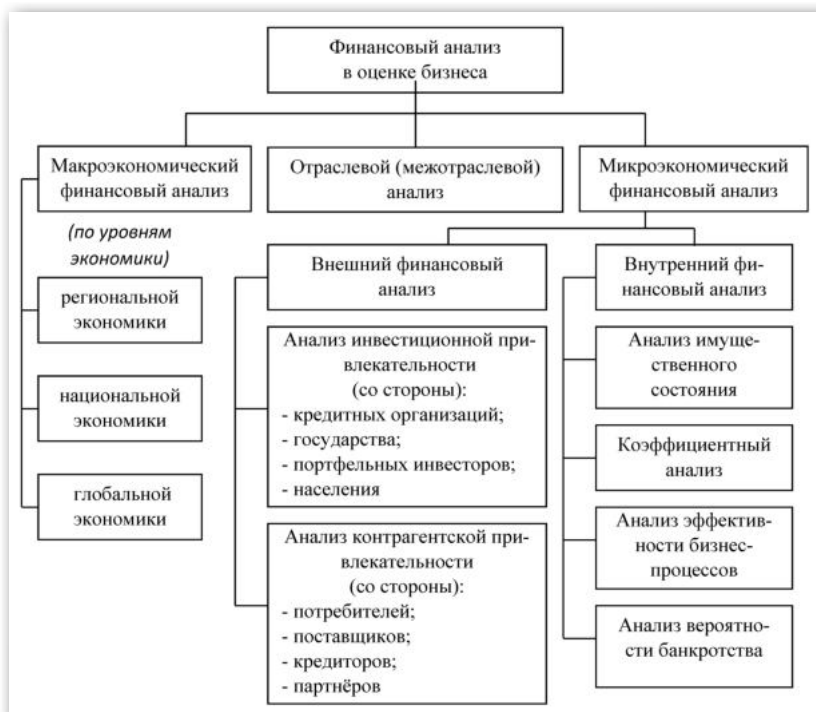 Финансовый анализ
в оценке бизнеса
Макроэкономический
финансовый анализ
Отраслевой (межотраслевой)
анализ
Микроэкономический
финансовый анализ
(по уровням
экономики)
региональной
экономики
национальной
экономики
глобальной
экономики
Внешний финансовый
анализ
Анализ инвестиционной при-
влекательности
(со стороны):
- кредитных организаций;
- государства;
- портфельных инвесторов;
- населения
Анализ контрагентской при-
влекательности
(со стороны):
- потребителей;
- поставщиков;
- кредиторов;
- партнёров
Внутренний фи-
нансовый анализ
Анализ имуще-
ственного
состояния
Коэффициентный
анализ
Анализ эффектив-
ности бизнес-
процессов
Анализ вероятно-
сти банкротства